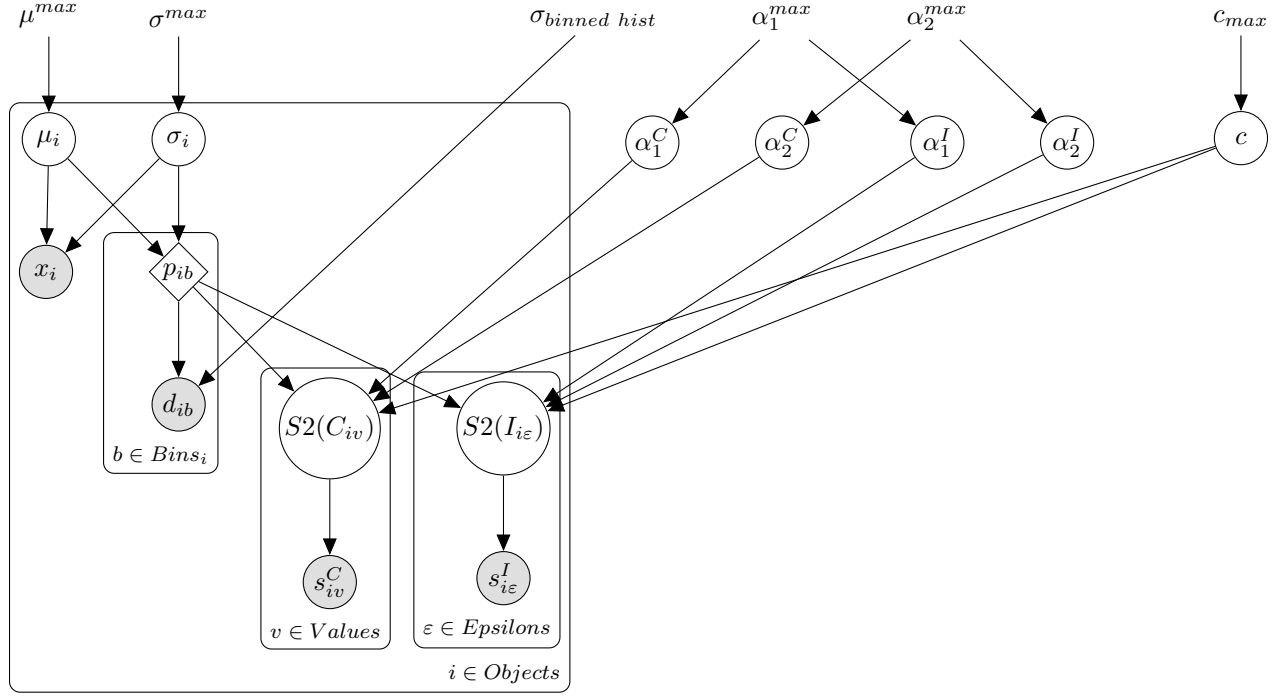 μ^max σ^max σ_binned hist α_1^max α_2^max c_max
μ_i σ_i α_1^C α_2^C α_1^I α_2^I c
x_i p_ib
d_ib S2(C_iv) S2(I_iε)
b ∈ Bins_i
s_iv^C s_iε^I
v ∈ Values ε ∈ Epsilons
i ∈ Objects